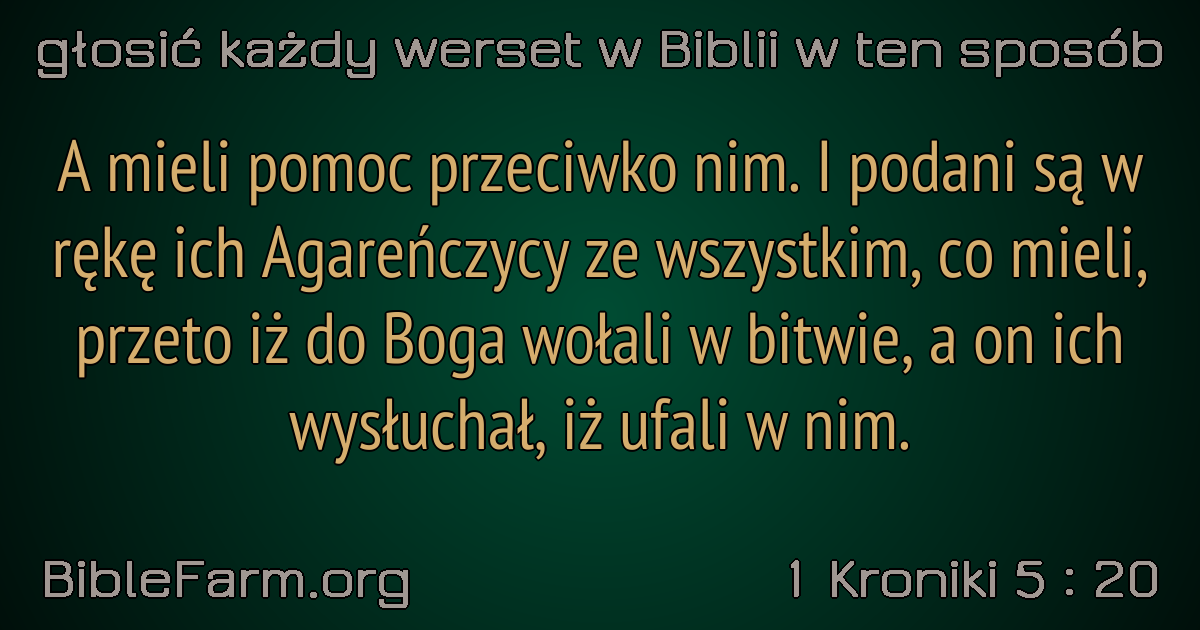 głosić każdy werset w Biblii w ten sposób
A mieli pomoc przeciwko nim. I podani są w
rękę ich Agareńczycy ze wszystkim, co mieli,
przeto iż do Boga wołali w bitwie, a on ich
wysłuchał, iż ufali w nim.
BibleFarm.org
1 Kroniki 5 : 20